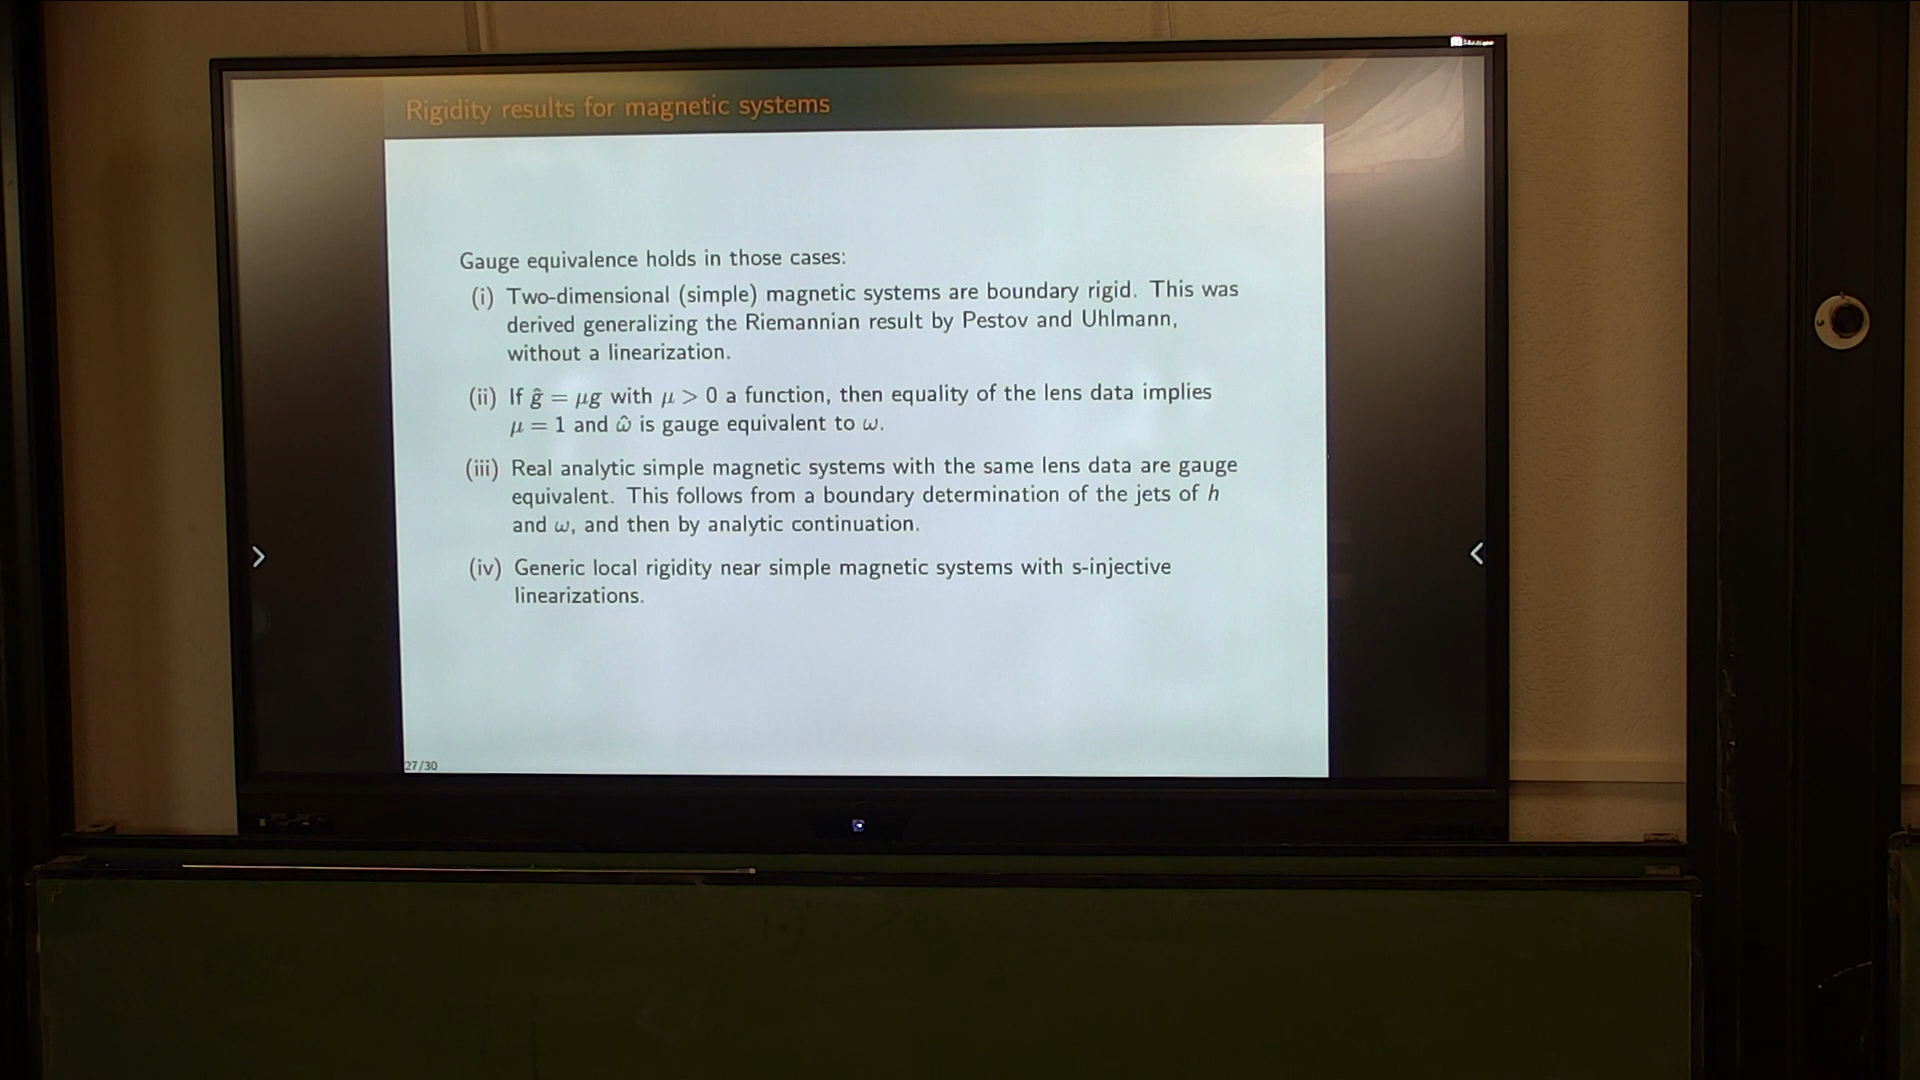 Rigidity results for magnetic systems
Gauge equivalence holds in those cases:
(i) Two-dimensional (simple) magnetic systems are boundary rigid. This was
derived generalizing the Riemannian result by Pestov and Uhlmann,
without a linearization.
(ii) If ĝ = μg with μ > 0 a function, then equality of the lens data implies
μ = 1 and ω̂ is gauge equivalent to ω.
(iii) Real analytic simple magnetic systems with the same lens data are gauge
equivalent. This follows from a boundary determination of the jets of h
and ω, and then by analytic continuation.
(iv) Generic local rigidity near simple magnetic systems with s-injective
linearizations.
27/30